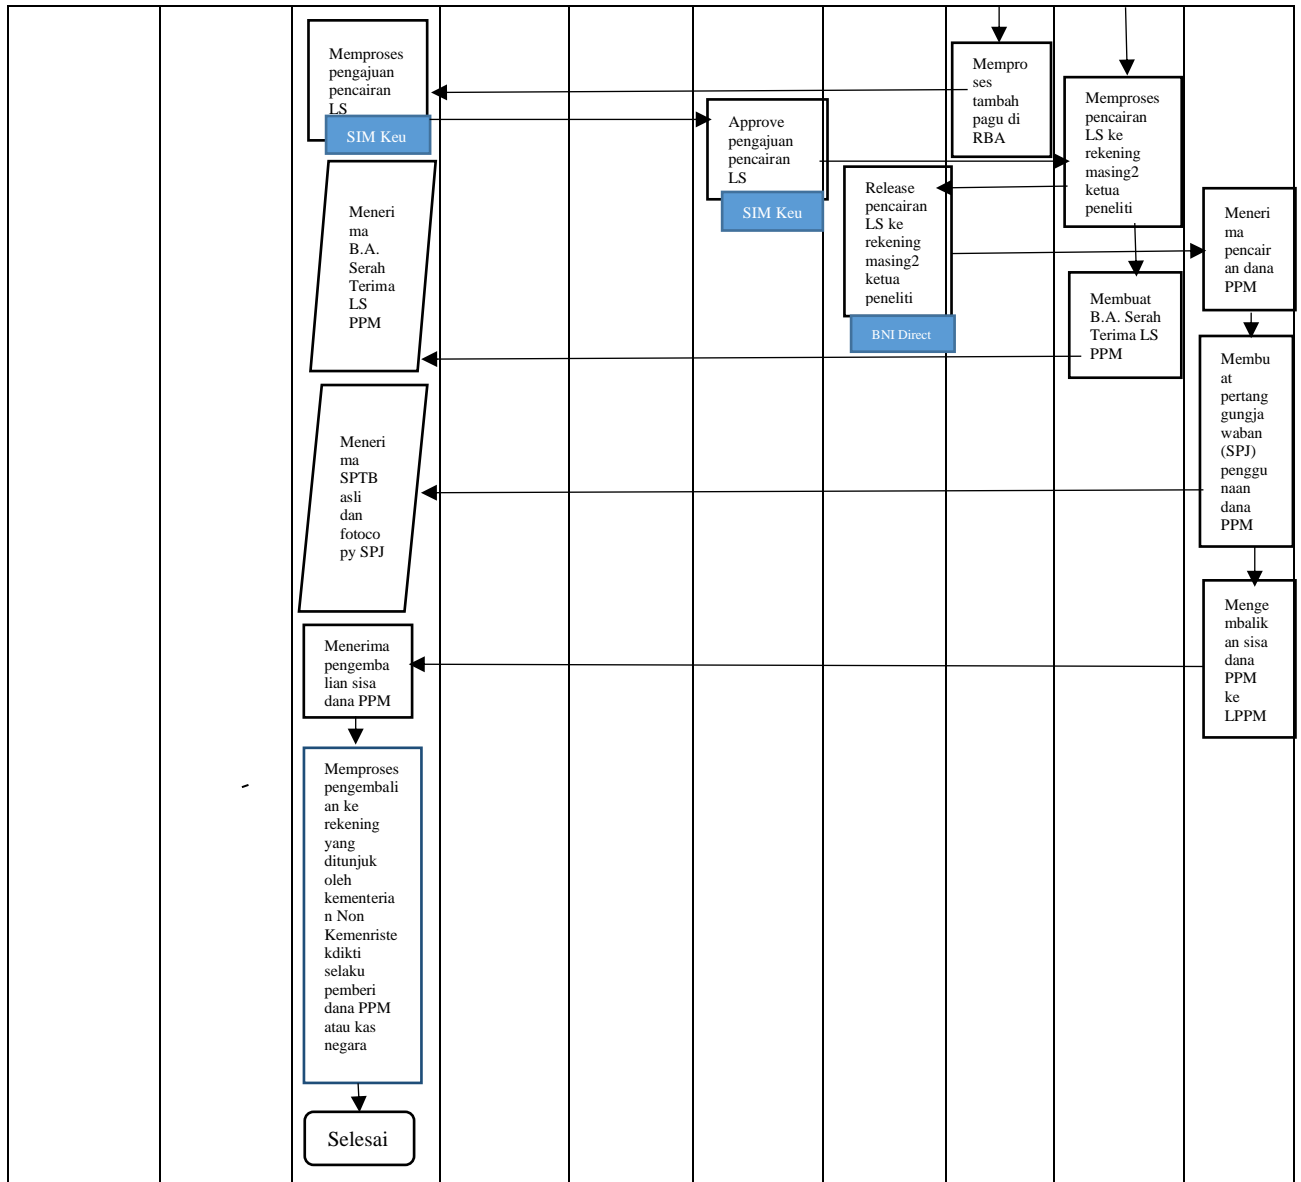 Memproses
pengajuan
pencairan
LS
SIM Keu
Mempro
ses
tambah
pagu di
RBA
Memproses
pencairan
LS ke
rekening
masing2
ketua
peneliti
Approve
pengajuan
pencairan
LS
SIM Keu
Release
pencairan
LS ke
rekening
masing2
ketua
peneliti
BNI Direct
Meneri
ma
pencair
an dana
PPM
Meneri
ma
B.A.
Serah
Terima
LS
PPM
Membuat
B.A. Serah
Terima LS
PPM
Membu
at
pertang
gungja
waban
(SPJ)
penggu
naan
dana
PPM
Meneri
ma
SPTB
asli
dan
fotoco
py SPJ
Menge
mbalik
an sisa
dana
PPM
ke
LPPM
Menerima
pengemba
lian sisa
dana PPM
Memproses
pengembali
an ke
rekening
yang
ditunjuk
oleh
kementeria
n Non
Kemenriste
kdikti
selaku
pemberi
dana PPM
atau kas
negara
Selesai